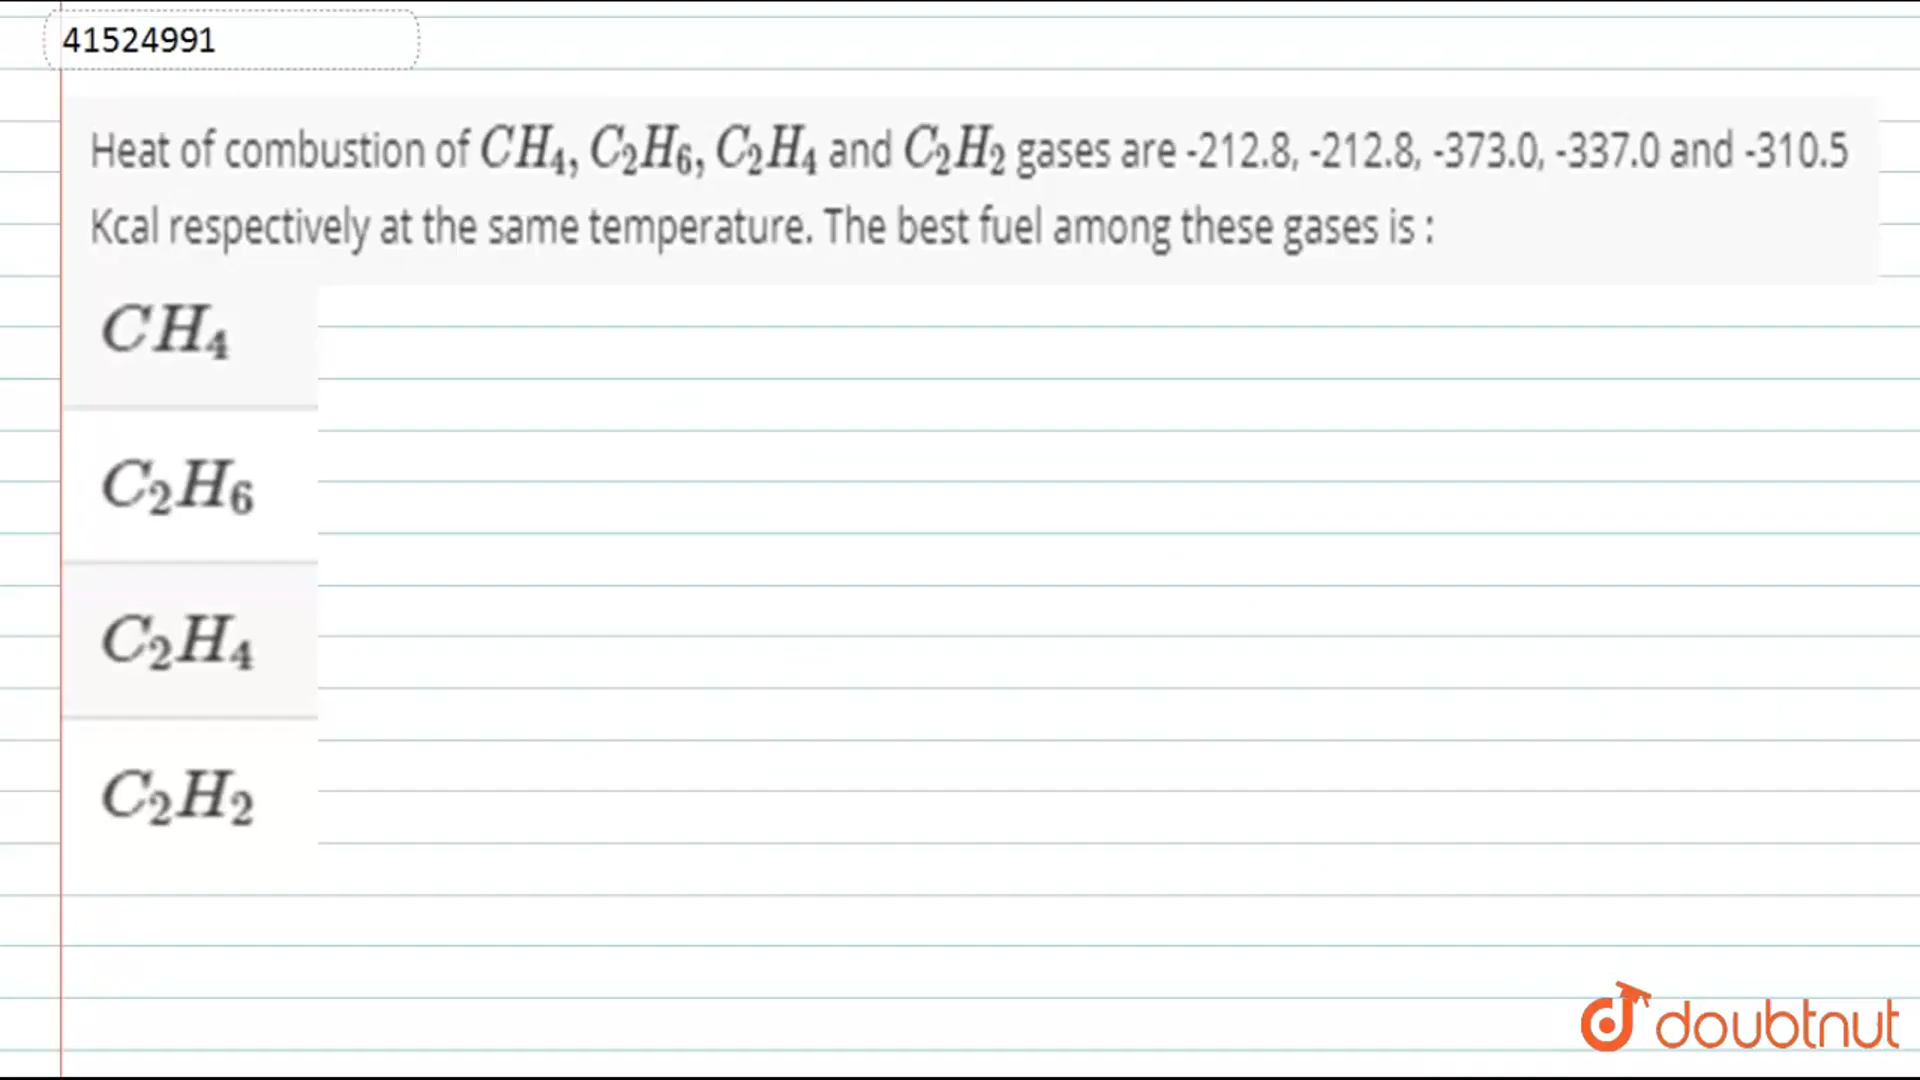 41524991
Heat of combustion of CH₄, C₂H₆, C₂H₄ and C₂H₂ gases are -212.8, -212.8, -373.0, -337.0 and -310.5
Kcal respectively at the same temperature. The best fuel among these gases is :
CH₄
C₂H₆
C₂H₄
C₂H₂
doubtnut